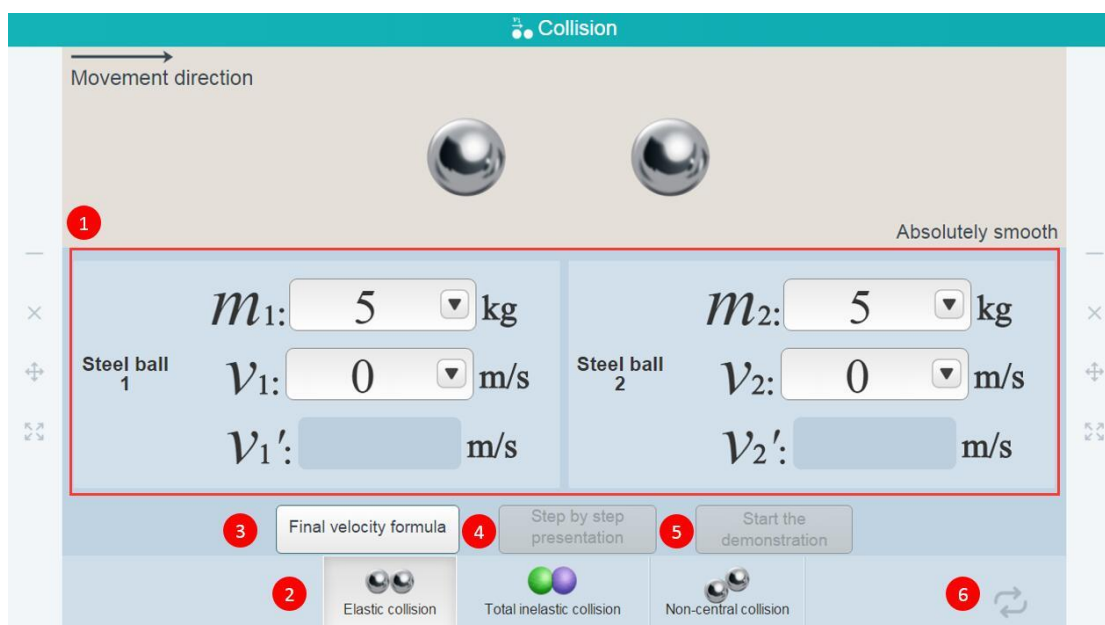 Collision
Movement direction
1
Absolutely smooth
m1: 5 kg
m2: 5 kg
Steel ball
1
v1: 0 m/s
Steel ball
2
v2: 0 m/s
v1′: m/s
v2′: m/s
3
Final velocity formula
4
Step by step
presentation
5
Start the
demonstration
2
Elastic collision
Total inelastic collision
Non-central collision
6